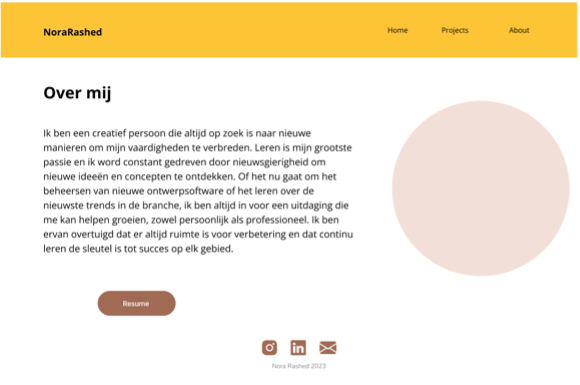 NoraRashed
Home Projects About
Over mij
Ik ben een creatief persoon die altijd op zoek is naar nieuwe
manieren om mijn vaardigheden te verbreden. Leren is mijn grootste
passie en ik word constant gedreven door nieuwsgierigheid om
nieuwe ideeën en concepten te ontdekken. Of het nu gaat om het
beheersen van nieuwe ontwerpsoftware of het leren over de
nieuwste trends in de branche, ik ben altijd in voor een uitdaging die
me kan helpen groeien, zowel persoonlijk als professioneel. Ik ben
ervan overtuigd dat er altijd ruimte is voor verbetering en dat continu
leren de sleutel is tot succes op elk gebied.
Resume
in
Nora Rashed 2023